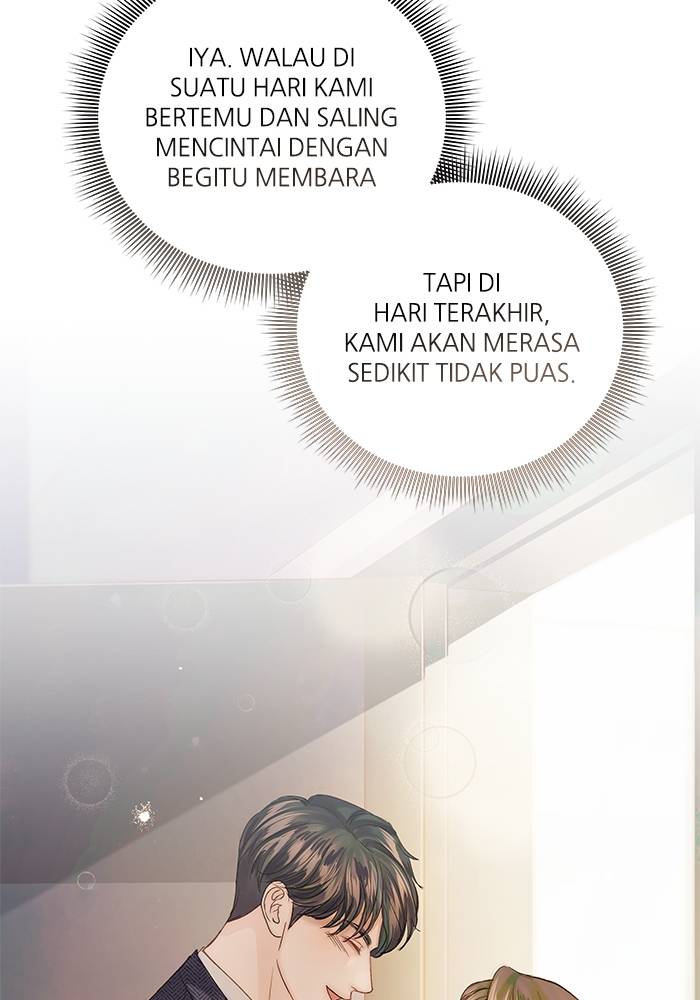 IYA. WALAU DI
SUATU HARI KAMI
BERTEMU DAN SALING
MENCINTAI DENGAN
BEGITU MEMBARA
TAPI DI
HARI TERAKHIR,
KAMI AKAN MERASA
SEDIKIT TIDAK PUAS.